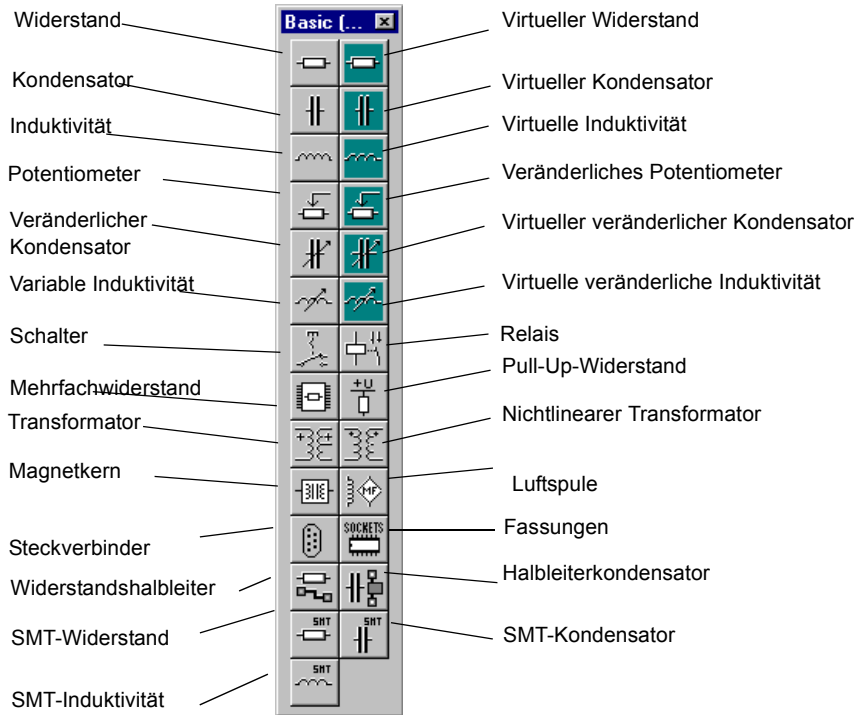 Basic (...
Widerstand
Virtueller Widerstand
Kondensator
Virtueller Kondensator
Induktivität
Virtuelle Induktivität
Potentiometer
Veränderliches Potentiometer
Veränderlicher
Kondensator
Virtueller veränderlicher Kondensator
Variable Induktivität
Virtuelle veränderliche Induktivität
Schalter
Relais
Mehrfachwiderstand
Pull-Up-Widerstand
+U
Transformator
Nichtlinearer Transformator
Magnetkern
MF
Luftspule
Steckverbinder
SOCKETS
Fassungen
Widerstandshalbleiter
Halbleiterkondensator
SMT-Widerstand
SMT
SMT
SMT-Kondensator
SMT-Induktivität
SMT